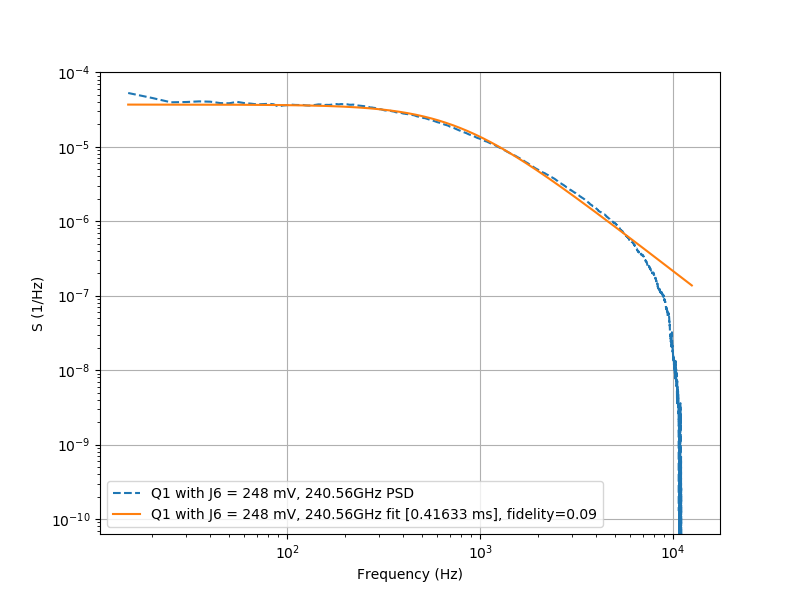 10⁻⁴
10⁻⁵
10⁻⁶
10⁻⁷
10⁻⁸
10⁻⁹
10⁻¹⁰
S (1/Hz)
Q1 with J6 = 248 mV, 240.56GHz PSD
Q1 with J6 = 248 mV, 240.56GHz fit [0.41633 ms], fidelity=0.09
10² 10³ 10⁴
Frequency (Hz)